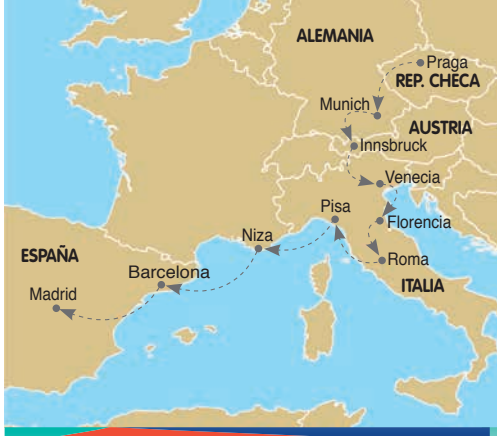 ALEMANIA
Praga
REP. CHECA
Munich
AUSTRIA
Innsbruck
Venecia
Pisa
Florencia
Niza
ESPAÑA
Roma
Barcelona
ITALIA
Madrid